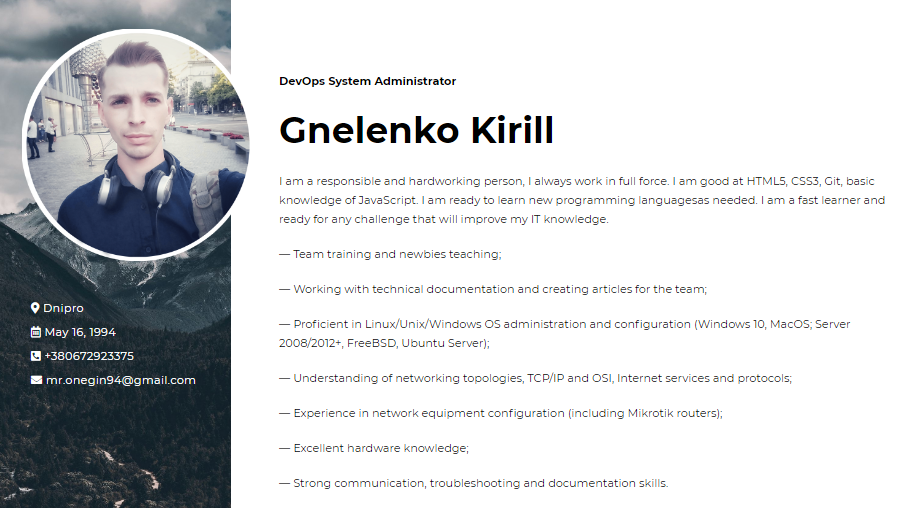 DevOps System Administrator
Gnelenko Kirill
I am a responsible and hardworking person, I always work in full force. I am good at HTML5, CSS3, Git, basic
knowledge of JavaScript. I am ready to learn new programming languagesas needed. I am a fast learner and
ready for any challenge that will improve my IT knowledge.
— Team training and newbies teaching;
— Working with technical documentation and creating articles for the team;
— Proficient in Linux/Unix/Windows OS administration and configuration (Windows 10, MacOS; Server
2008/2012+, FreeBSD, Ubuntu Server);
— Understanding of networking topologies, TCP/IP and OSI, Internet services and protocols;
— Experience in network equipment configuration (including Mikrotik routers);
— Excellent hardware knowledge;
— Strong communication, troubleshooting and documentation skills.
Dnipro
May 16, 1994
+380672923375
mr.onegin94@gmail.com